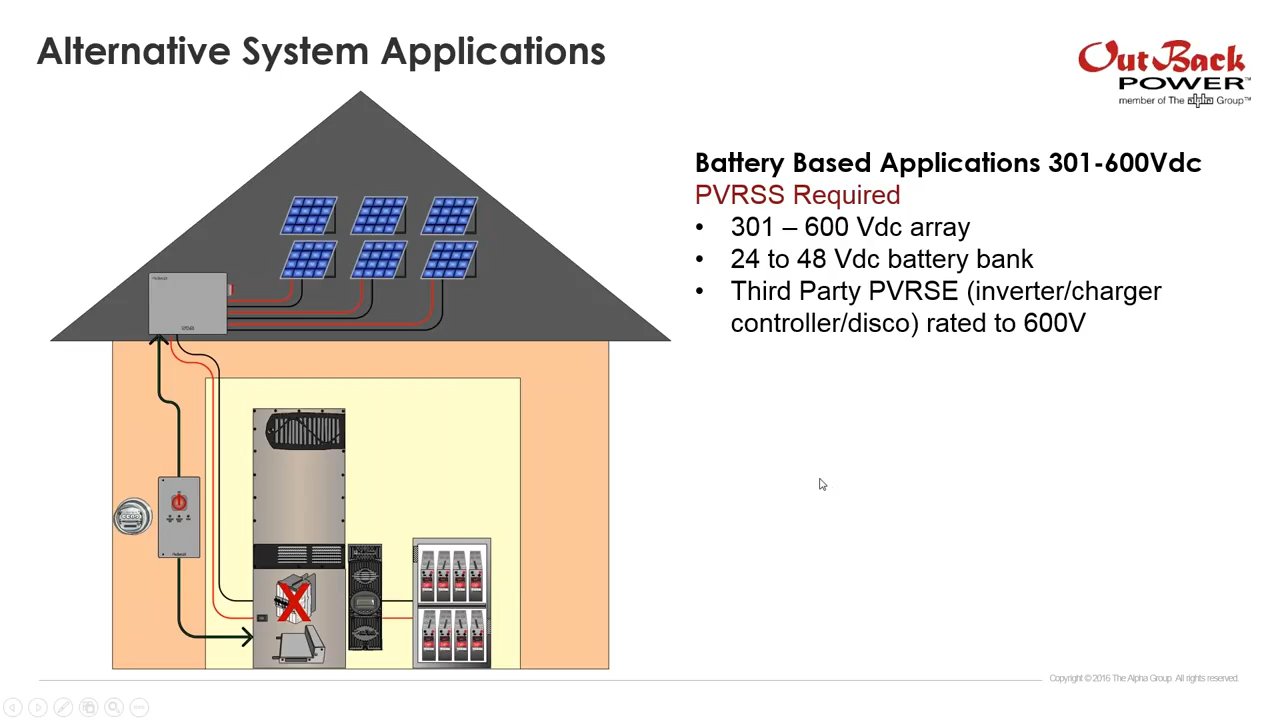 Alternative System Applications
OutBack
POWER™
member of The alpha Group™
Battery Based Applications 301-600Vdc
PVRSS Required
• 301 – 600 Vdc array
• 24 to 48 Vdc battery bank
• Third Party PVRSE (inverter/charger
controller/disco) rated to 600V
X
Copyright © 2016 The Alpha Group. All rights reserved.